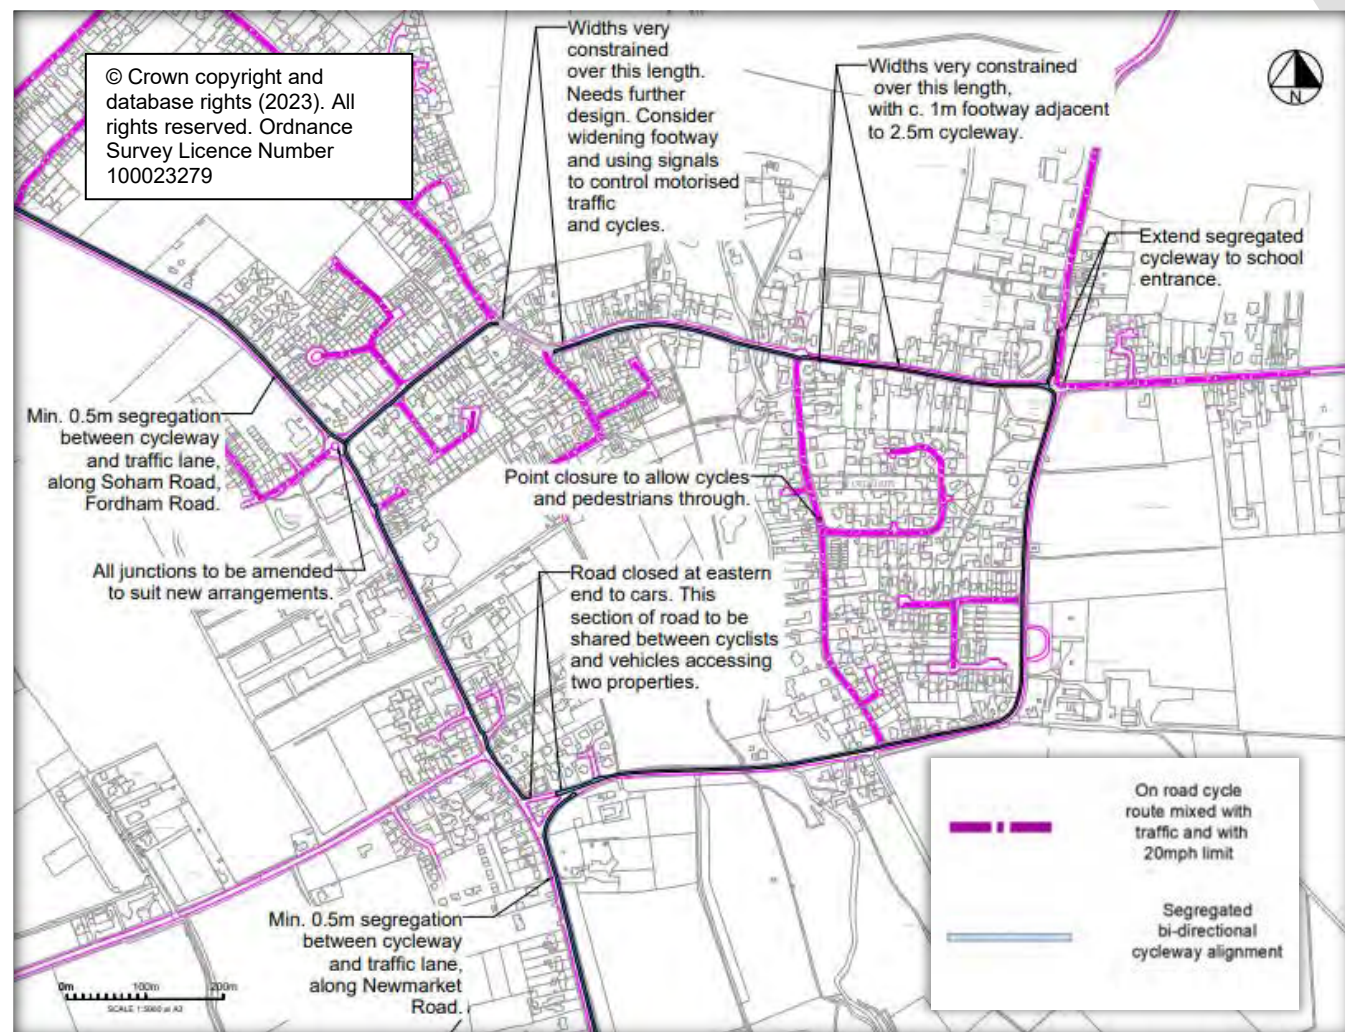 © Crown copyright and
database rights (2023). All
rights reserved. Ordnance
Survey Licence Number
100023279
Widths very
constrained
over this length.
Needs further
design. Consider
widening footway
and using signals
to control motorised
traffic
and cycles.
Widths very constrained
over this length,
with c. 1m footway adjacent
to 2.5m cycleway.
N
Extend segregated
cycleway to school
entrance.
Min. 0.5m segregation
between cycleway
and traffic lane,
along Soham Road,
Fordham Road.
Point closure to allow cycles
and pedestrians through.
All junctions to be amended
to suit new arrangements.
Road closed at eastern
end to cars. This
section of road to be
shared between cyclists
and vehicles accessing
two properties.
Min. 0.5m segregation
between cycleway
and traffic lane,
along Newmarket
Road.
On road cycle
route mixed with
traffic and with
20mph limit
Segregated
bi-directional
cycleway alignment
0m 100m 200m
SCALE 1:5000 at A3